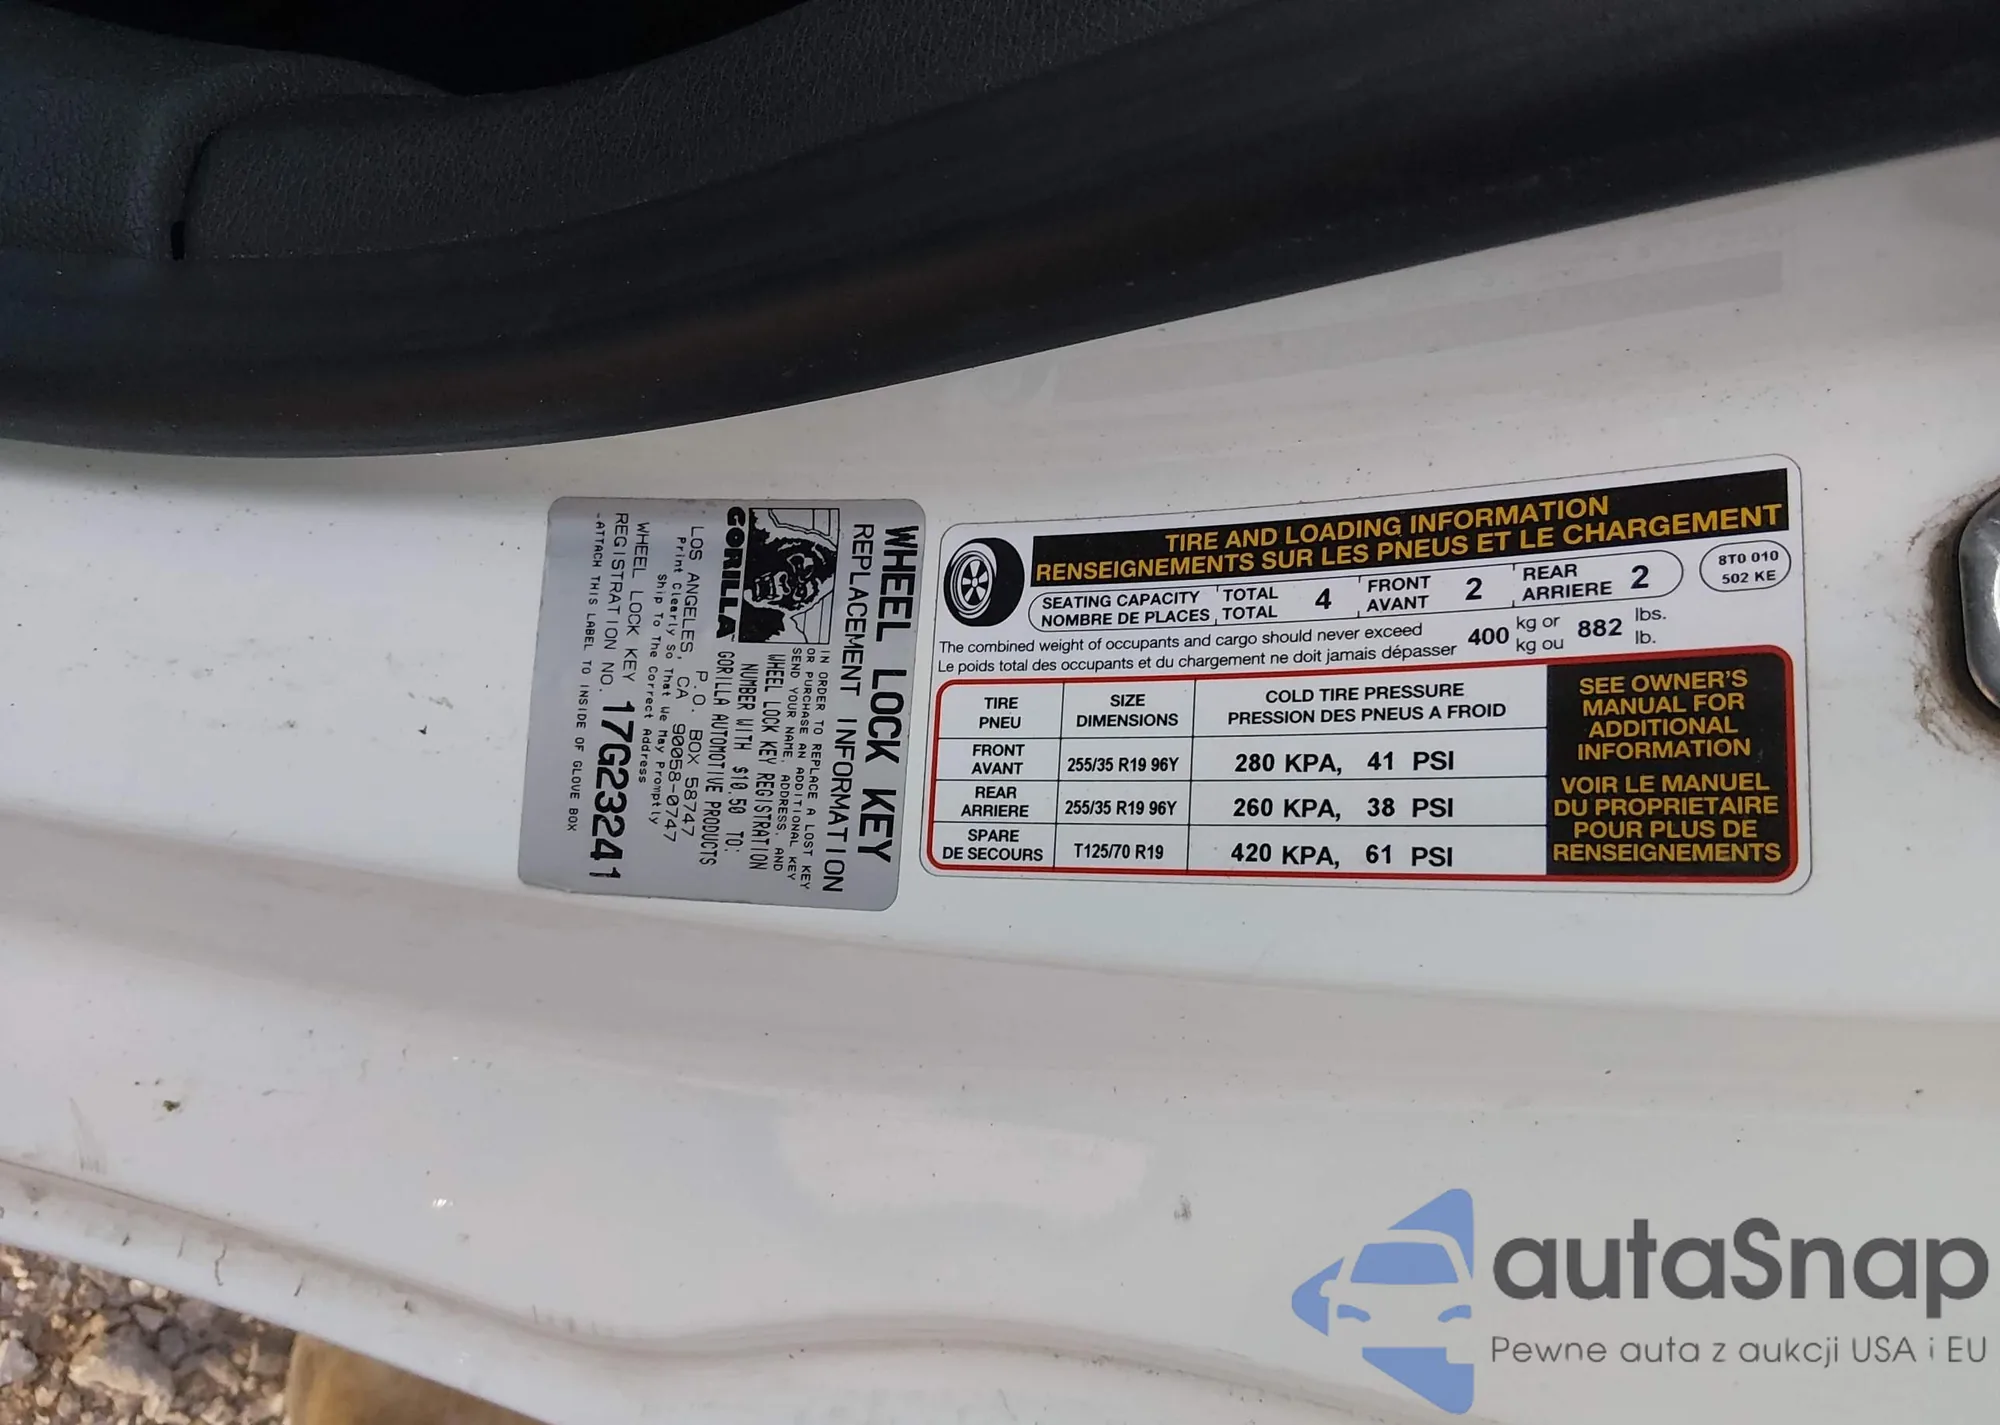 WHEEL LOCK KEY
REPLACEMENT INFORMATION
IN ORDER TO REPLACE A LOST KEY
OR PURCHASE AN ADDITIONAL KEY
SEND YOUR NAME, ADDRESS, AND
WHEEL LOCK KEY REGISTRATION
NUMBER WITH $10.50 TO:
GORILLA
GORILLA AUTOMOTIVE PRODUCTS
P.O. BOX 58747
LOS ANGELES, CA 90058-0747
Print Clearly So That We May Promptly
Ship To The Correct Address
WHEEL LOCK KEY
REGISTRATION NO. 17G23241
-ATTACH THIS LABEL TO INSIDE OF GLOVE BOX
TIRE AND LOADING INFORMATION
RENSEIGNEMENTS SUR LES PNEUS ET LE CHARGEMENT
SEATING CAPACITY TOTAL 4 FRONT 2 REAR 2
NOMBRE DE PLACES TOTAL AVANT ARRIERE
8T0 010
502 KE
The combined weight of occupants and cargo should never exceed 400 kg or 882 lbs.
Le poids total des occupants et du chargement ne doit jamais dépasser kg ou lb.
TIRE SIZE COLD TIRE PRESSURE
PNEU DIMENSIONS PRESSION DES PNEUS A FROID
FRONT
AVANT 255/35 R19 96Y 280 KPA, 41 PSI
REAR
ARRIERE 255/35 R19 96Y 260 KPA, 38 PSI
SPARE
DE SECOURS T125/70 R19 420 KPA, 61 PSI
SEE OWNER'S
MANUAL FOR
ADDITIONAL
INFORMATION
VOIR LE MANUEL
DU PROPRIETAIRE
POUR PLUS DE
RENSEIGNEMENTS
autaSnap
Pewne auta z aukcji USA i EU